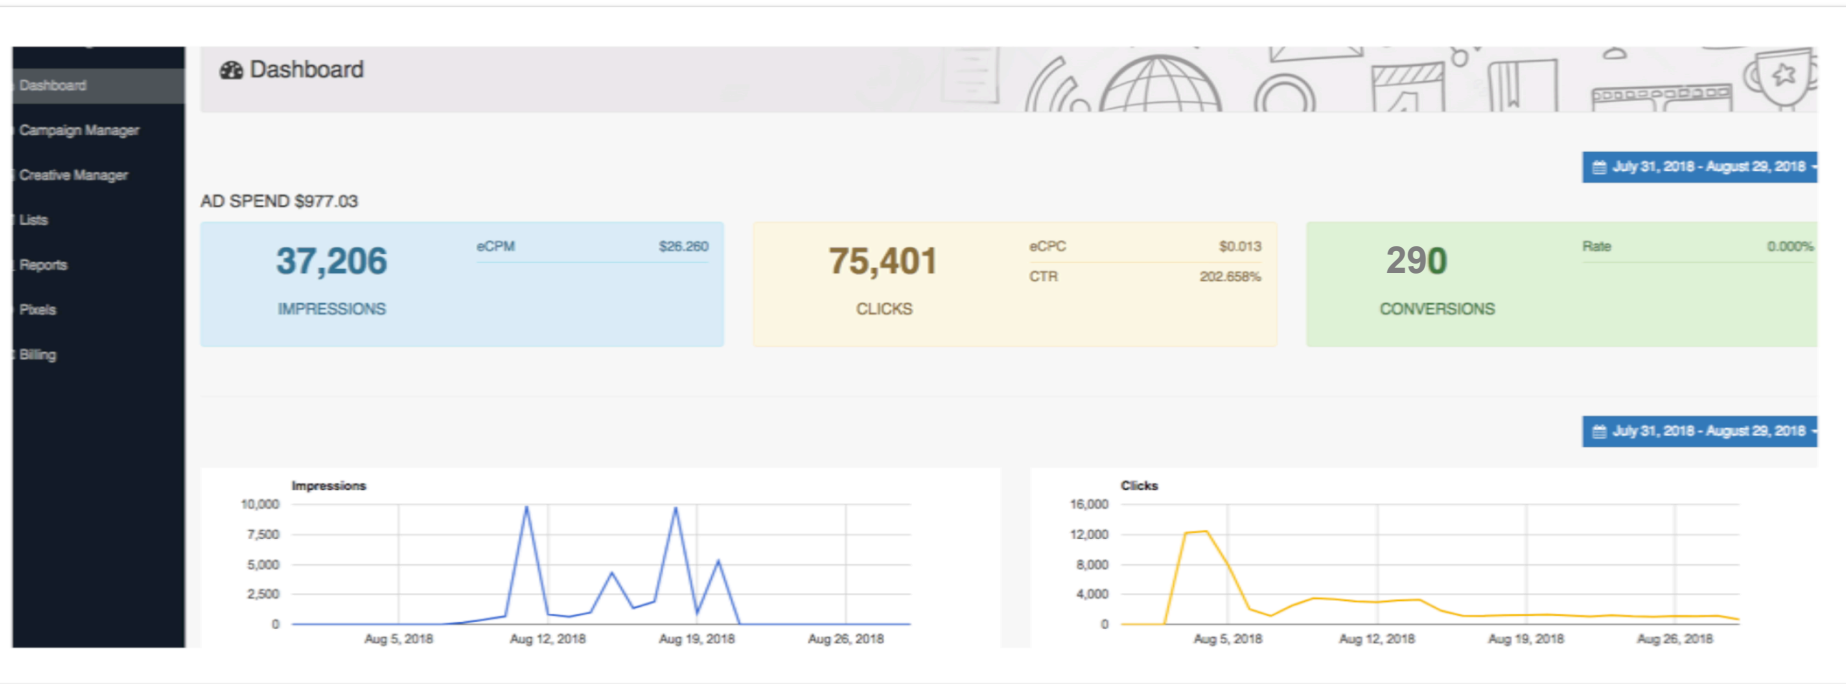 Dashboard
Dashboard
Campaign Manager
Creative Manager
Lists
Reports
Pixels
Billing
July 31, 2018 - August 29, 2018
AD SPEND $977.03
37,206
IMPRESSIONS
eCPM $26.260
75,401
CLICKS
eCPC $0.013
CTR 202.658%
290
CONVERSIONS
Rate 0.000%
July 31, 2018 - August 29, 2018
Impressions
10,000
7,500
5,000
2,500
0
Aug 5, 2018 Aug 12, 2018 Aug 19, 2018 Aug 26, 2018
Clicks
16,000
12,000
8,000
4,000
0
Aug 5, 2018 Aug 12, 2018 Aug 19, 2018 Aug 26, 2018